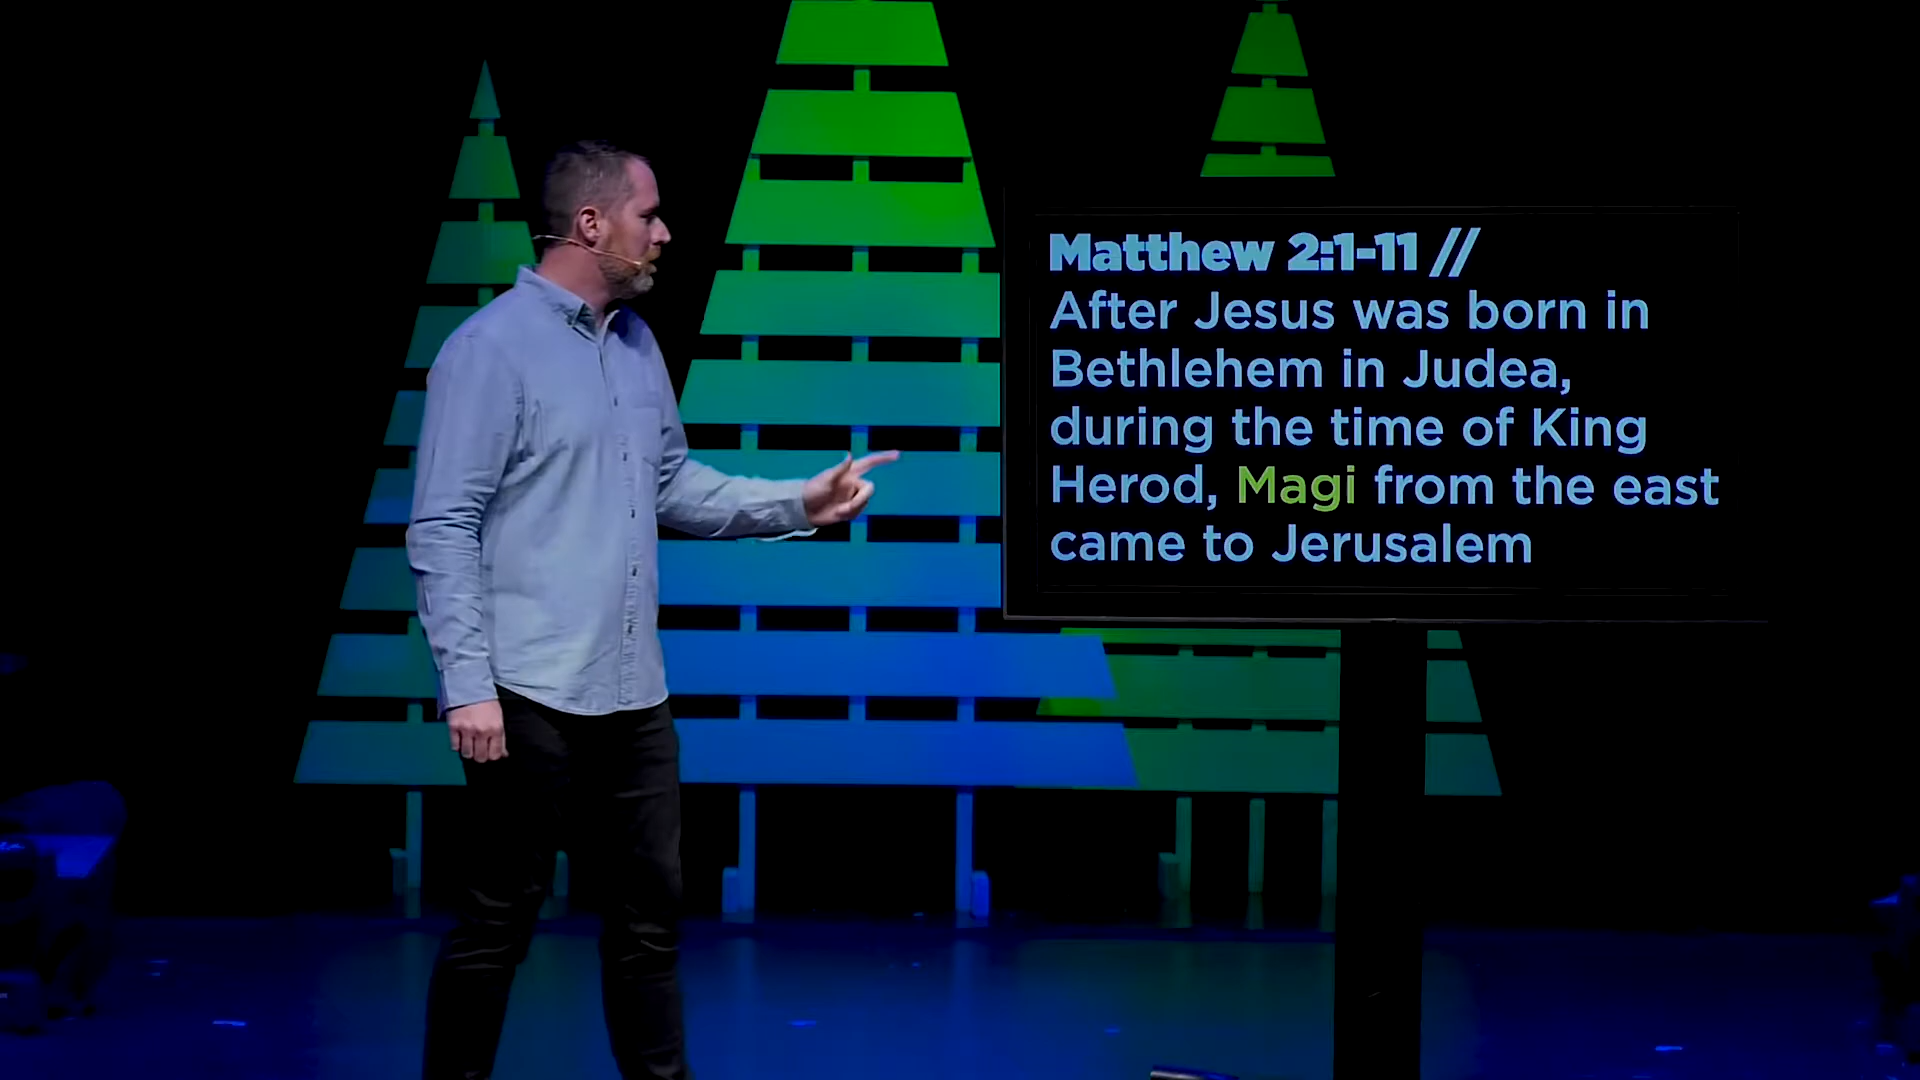 Matthew 2:1-11 //
After Jesus was born in
Bethlehem in Judea,
during the time of King
Herod, Magi from the east
came to Jerusalem